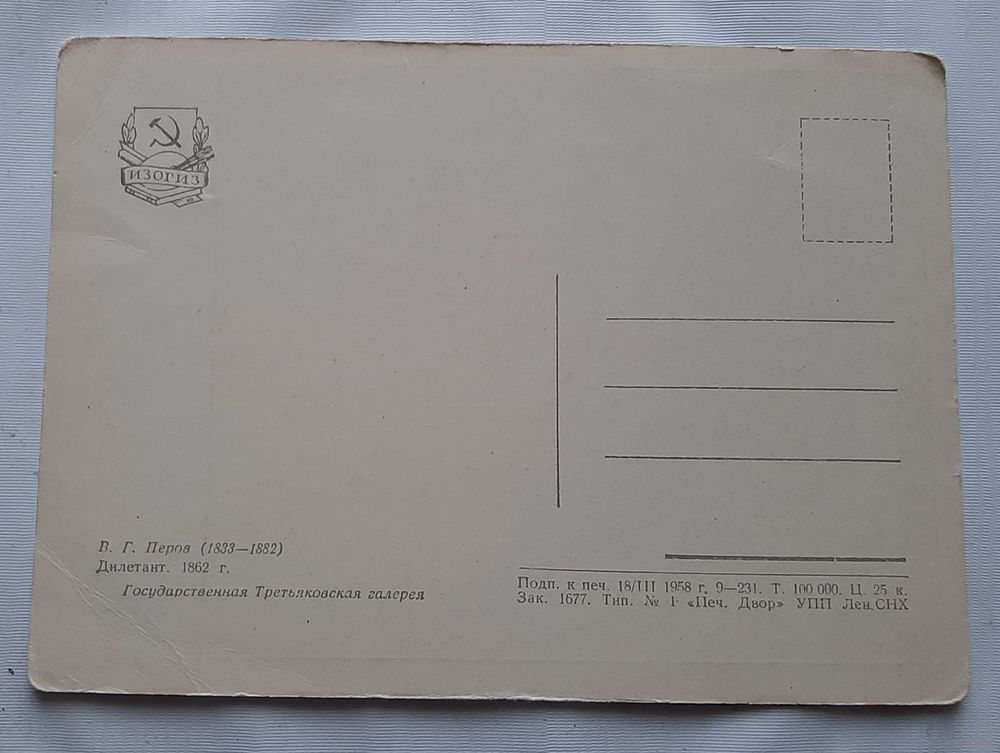 ИЗОГИЗ
В. Г. Перов (1833—1882)
Дилетант. 1862 г.
Государственная Третьяковская галерея
Подп. к печ. 18/III 1958 г. 9—231. Т. 100 000. Ц. 25 к.
Зак. 1677. Тип. № 1 «Печ. Двор» УПП Лен.СНХ